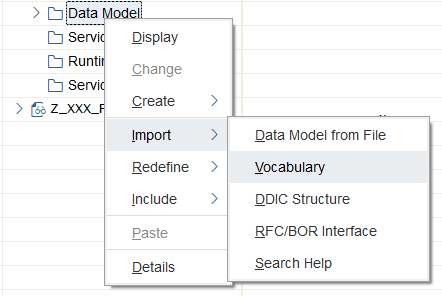 Data Model
Servic
Runtin
Servic
Z_XXX_F
Display
Change
Create
Import
Redefine
Include
Paste
Details
Data Model from File
Vocabulary
DDIC Structure
RFC/BOR Interface
Search Help